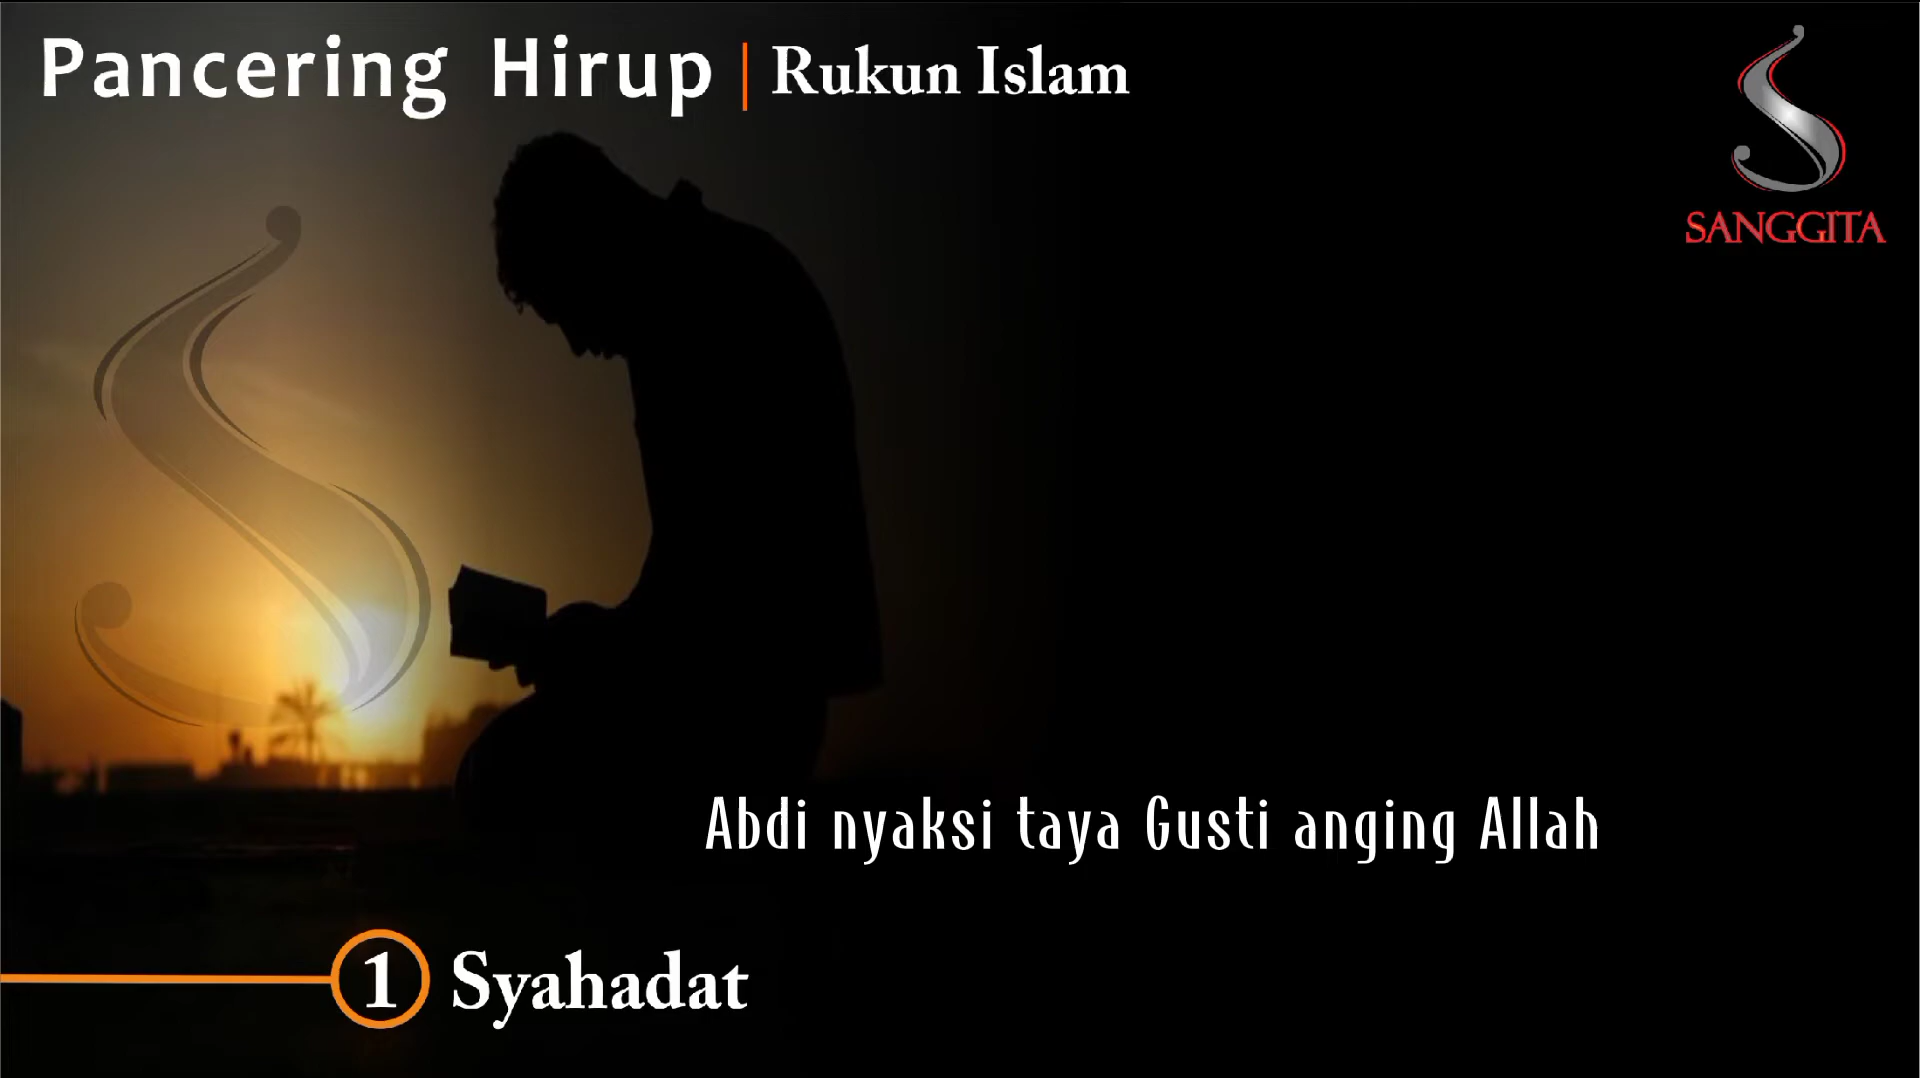 Pancering Hirup | Rukun Islam
SANGGITA
Abdi nyaksi taya Gusti anging Allah
1 Syahadat